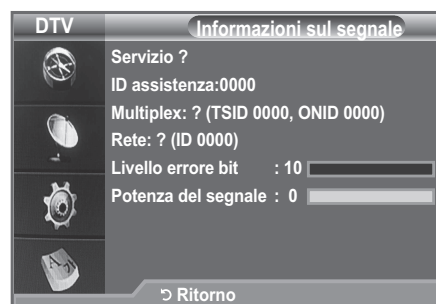 DTV
Informazioni sul segnale
Servizio ?
ID assistenza:0000
Multiplex: ? (TSID 0000, ONID 0000)
Rete: ? (ID 0000)
Livello errore bit : 10
Potenza del segnale : 0
Ritorno